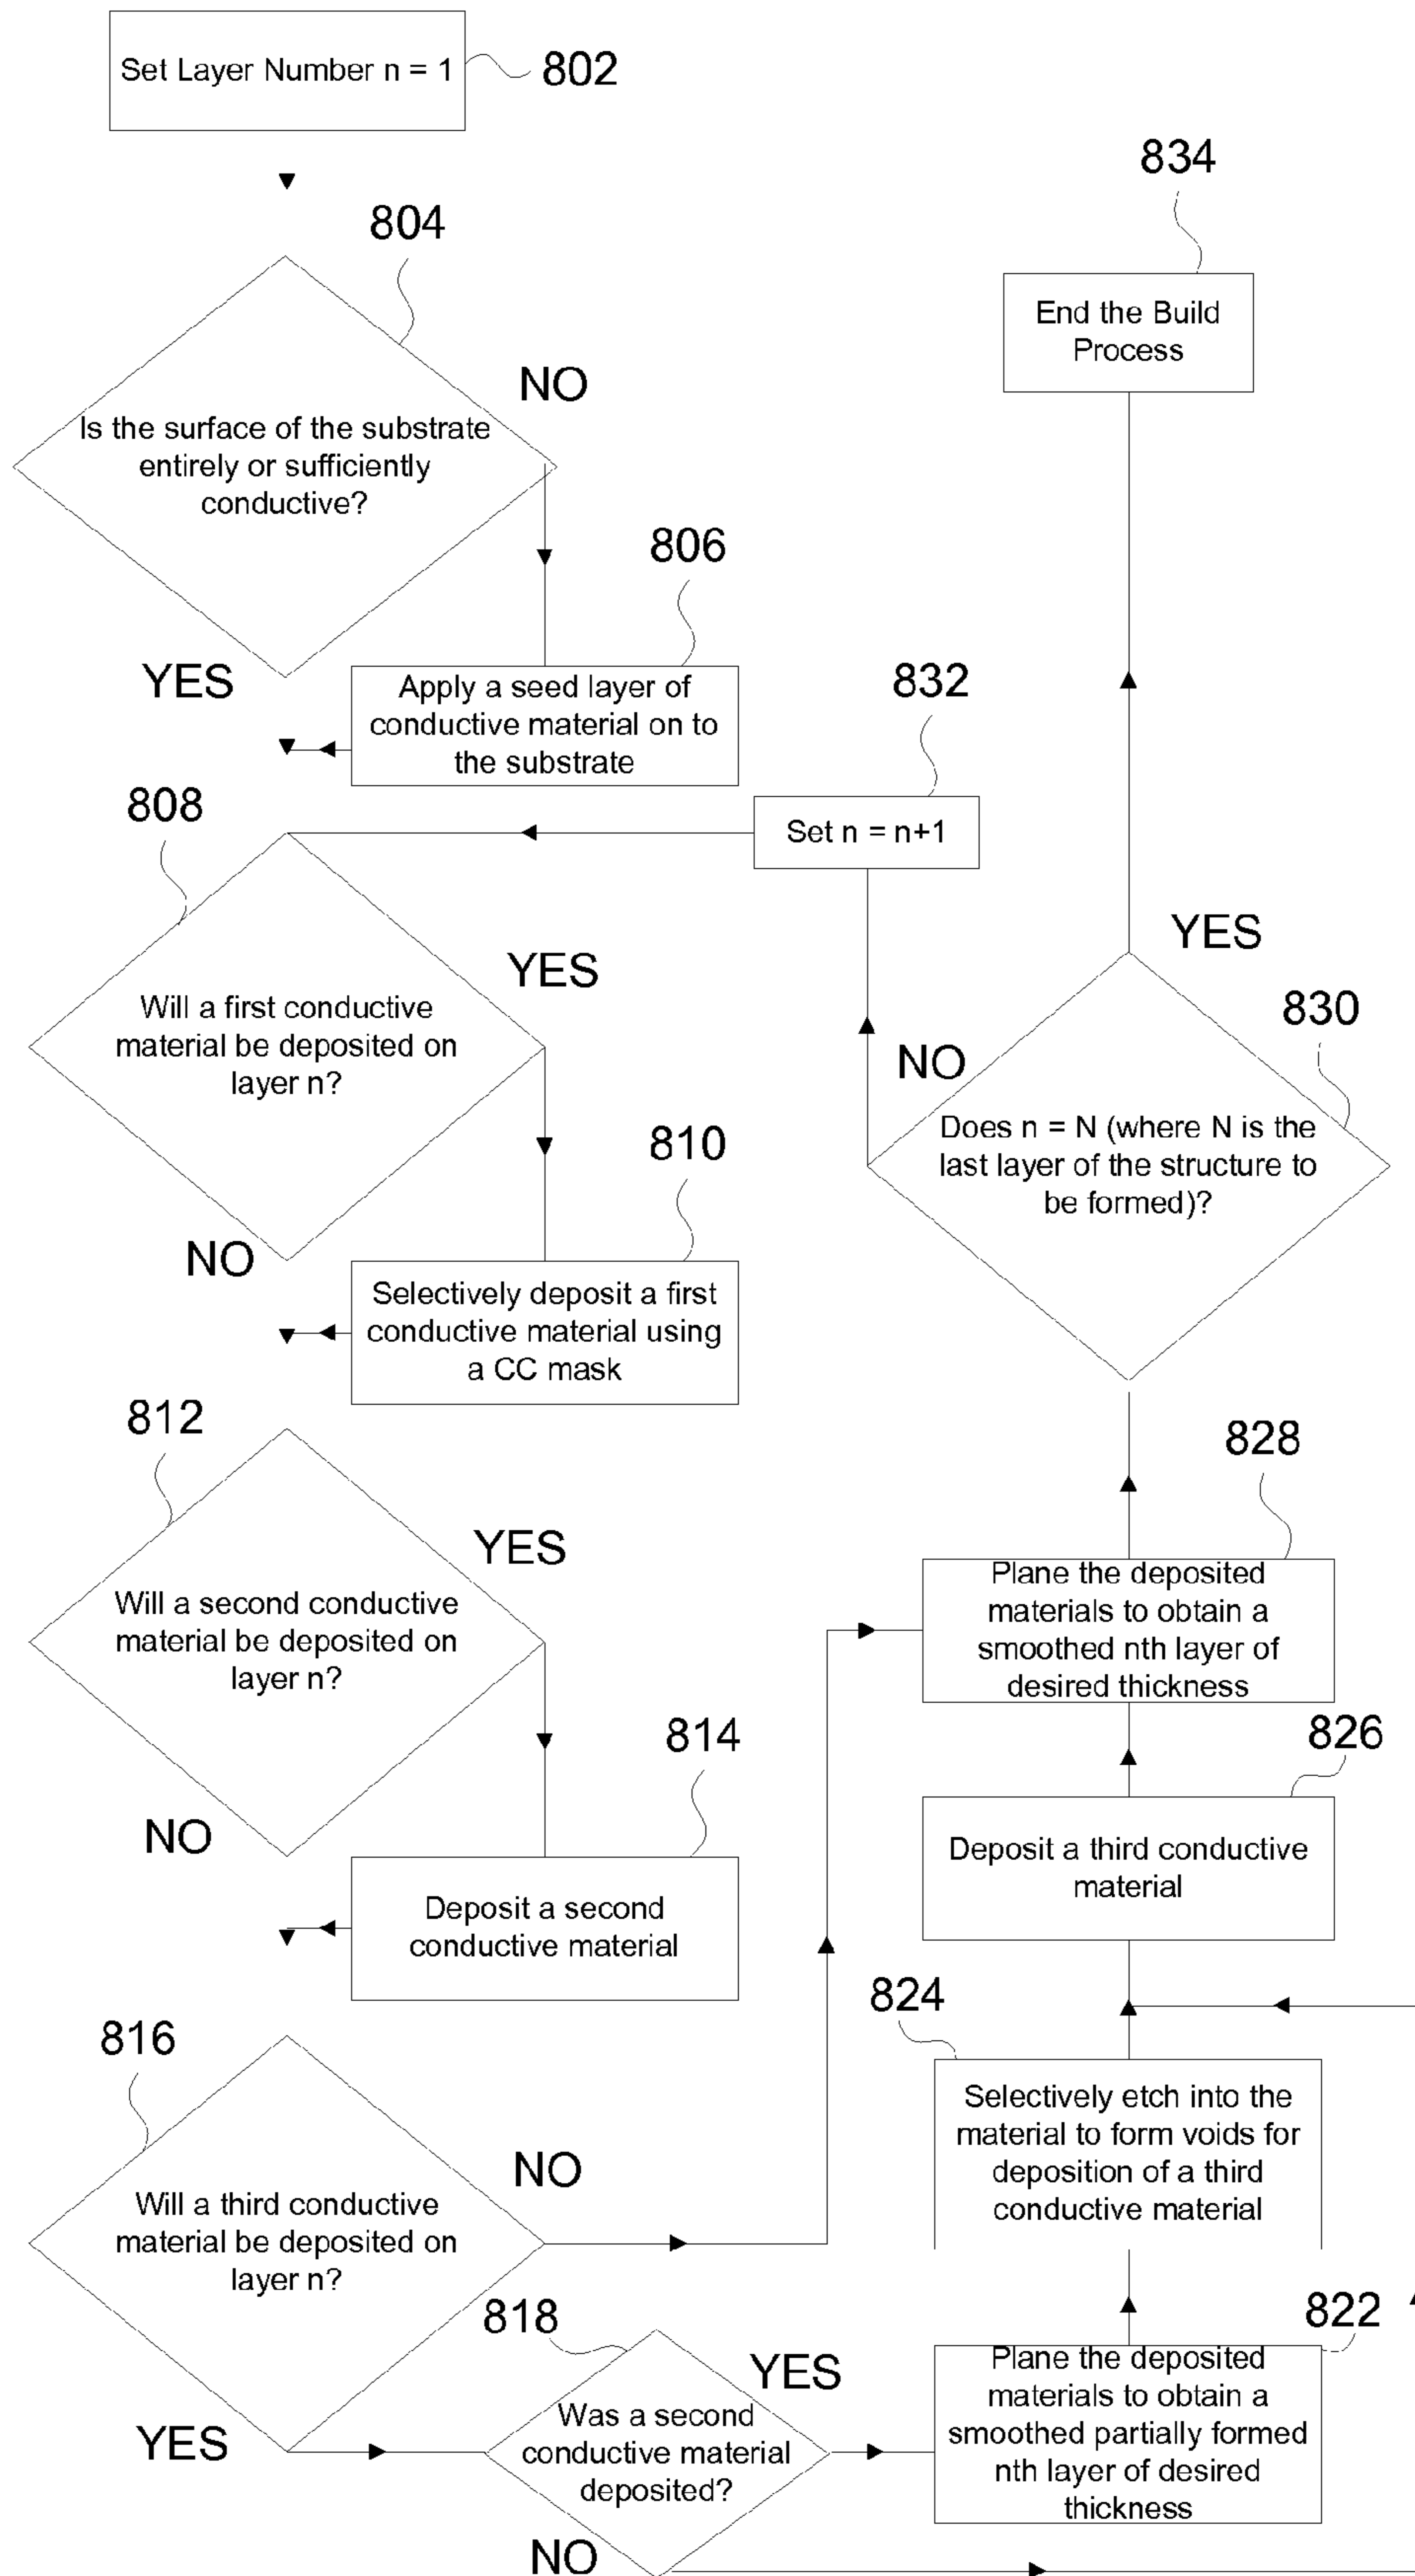 Set Layer Number n = 1
802
804
NO
Is the surface of the substrate
entirely or sufficiently
conductive?
YES
806
Apply a seed layer of
conductive material on to
the substrate
808
Will a first conductive
material be deposited on
layer n?
YES
NO
810
Selectively deposit a first
conductive material using
a CC mask
812
Will a second conductive
material be deposited on
layer n?
YES
NO
814
Deposit a second
conductive material
816
Will a third conductive
material be deposited on
layer n?
NO
YES
818
Was a second
conductive material
deposited?
YES
NO
822
Plane the deposited
materials to obtain a
smoothed partially formed
nth layer of desired
thickness
824
Selectively etch into the
material to form voids for
deposition of a third
conductive material
826
Deposit a third conductive
material
828
Plane the deposited
materials to obtain a
smoothed nth layer of
desired thickness
830
Does n = N (where N is the
last layer of the structure to
be formed)?
NO
YES
832
Set n = n+1
834
End the Build
Process